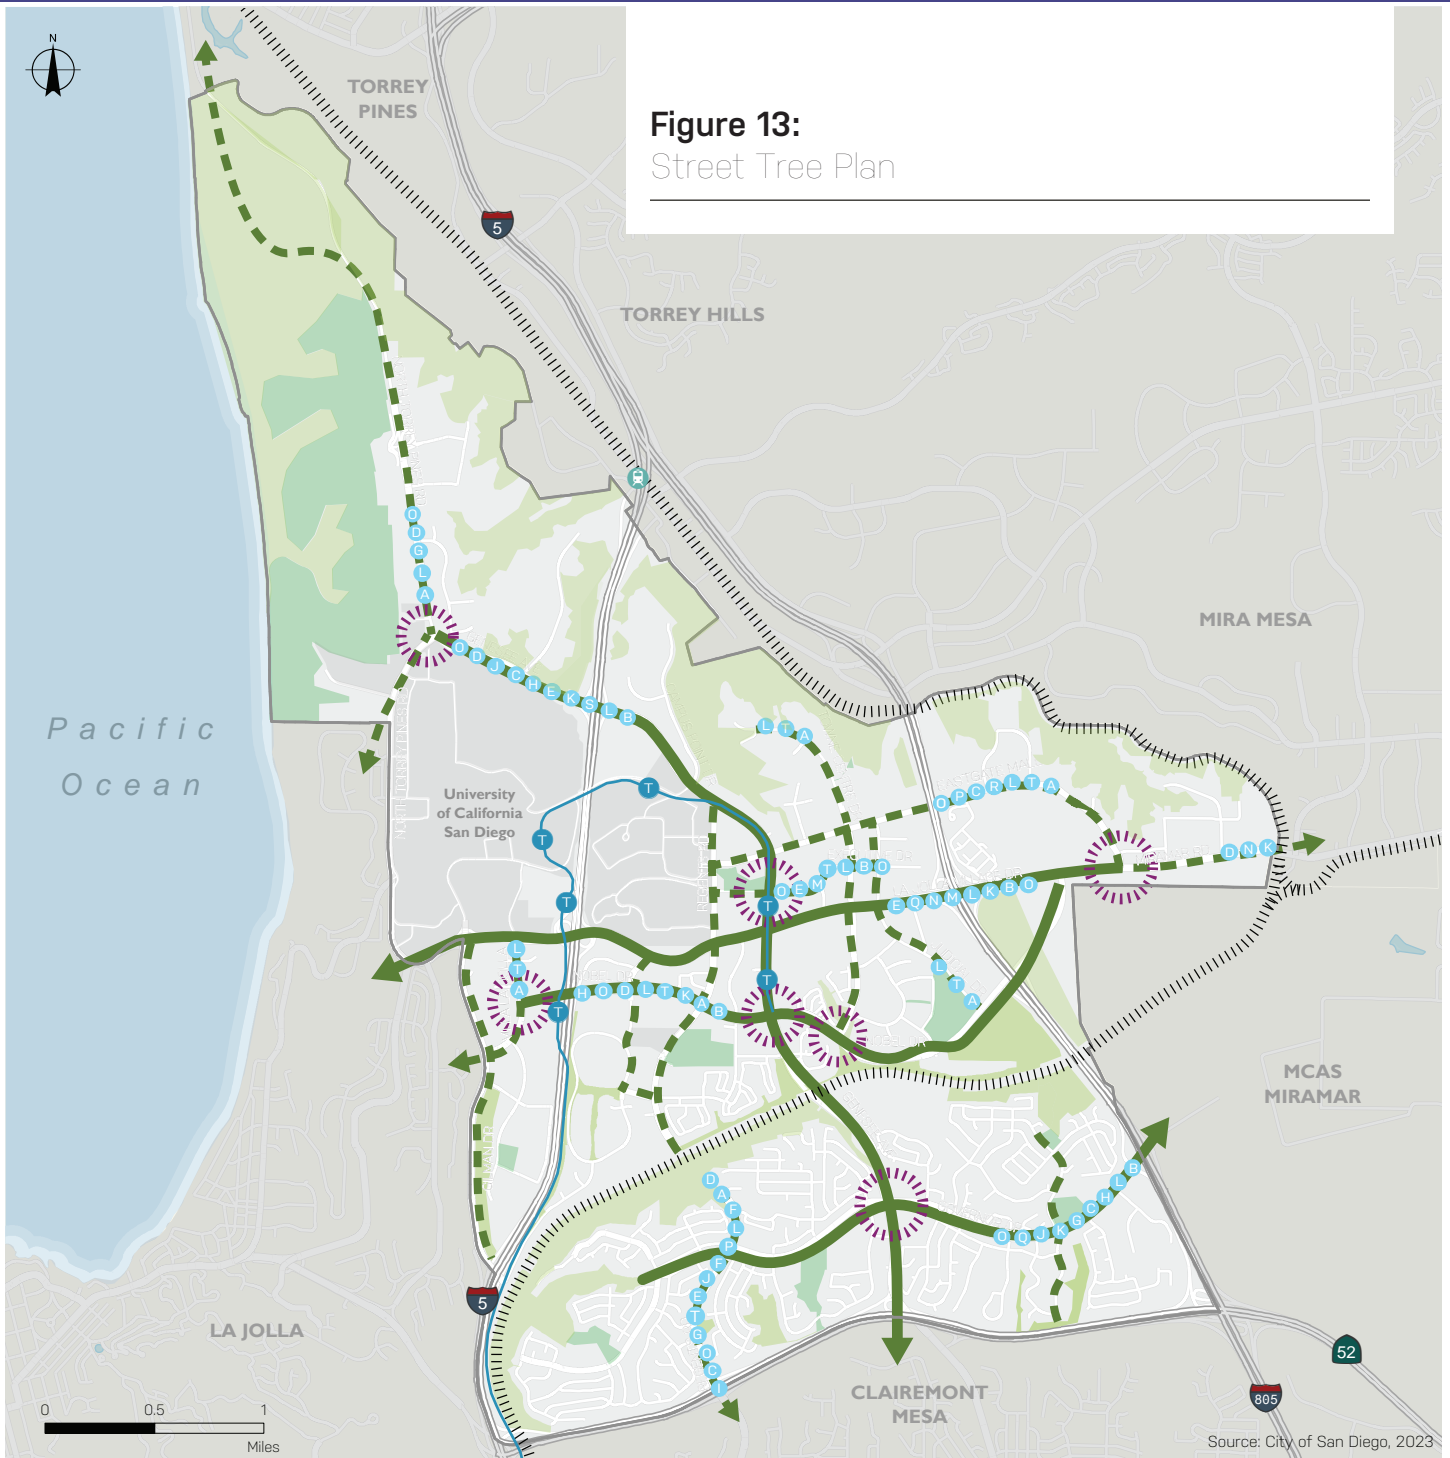 Figure 13:
Street Tree Plan
N
TORREY
PINES
5
TORREY HILLS
MIRA MESA
Pacific
Ocean
University
of California
San Diego
O D G L A
O D J C H E K S L B
L T A
O P C R L T A
D N K
O E M T L B O
E Q N M L K B O
L T A
L T A
H O D L T K A B
T
T
T
T
T
T
D A F L P F J E T G O C I
O Q J K G C H L B
MCAS
MIRAMAR
5
LA JOLLA
CLAIREMONT
MESA
52
805
0 0.5 1
Miles
Source: City of San Diego, 2023